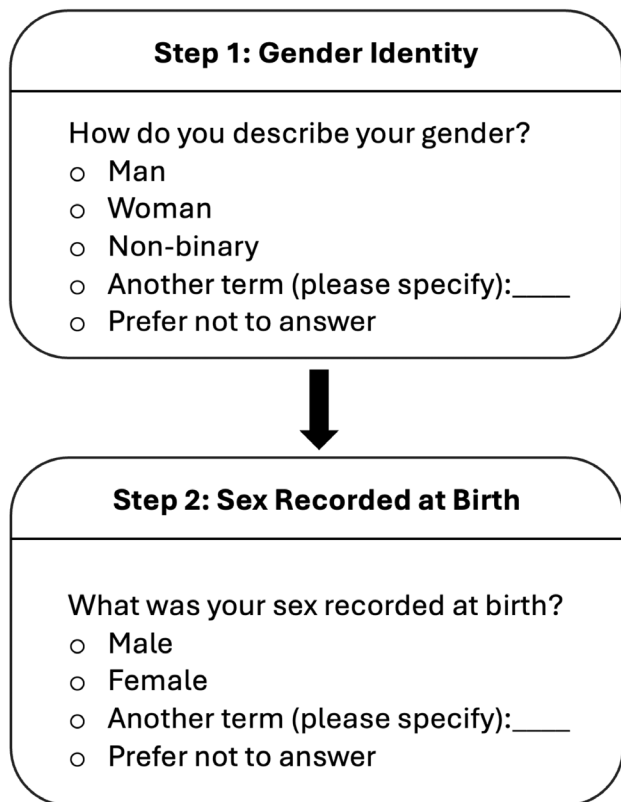 Step 1: Gender Identity
How do you describe your gender?
o Man
o Woman
o Non-binary
o Another term (please specify):____
o Prefer not to answer
Step 2: Sex Recorded at Birth
What was your sex recorded at birth?
o Male
o Female
o Another term (please specify):____
o Prefer not to answer